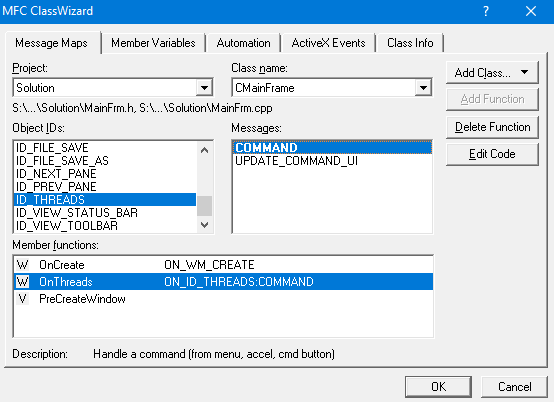 MFC ClassWizard
Message Maps
Member Variables
Automation
ActiveX Events
Class Info
Project:
Class name:
Solution
CMainFrame
Add Class...
S:\...\Solution\MainFrm.h, S:\...\Solution\MainFrm.cpp
Add Function
Object IDs:
Messages:
Delete Function
ID_FILE_SAVE
ID_FILE_SAVE_AS
ID_NEXT_PANE
ID_PREV_PANE
ID_THREADS
ID_VIEW_STATUS_BAR
ID_VIEW_TOOLBAR
COMMAND
UPDATE_COMMAND_UI
Edit Code
Member functions:
W OnCreate ON_WM_CREATE
W OnThreads ON_ID_THREADS:COMMAND
V PreCreateWindow
Description: Handle a command (from menu, accel, cmd button)
OK
Cancel